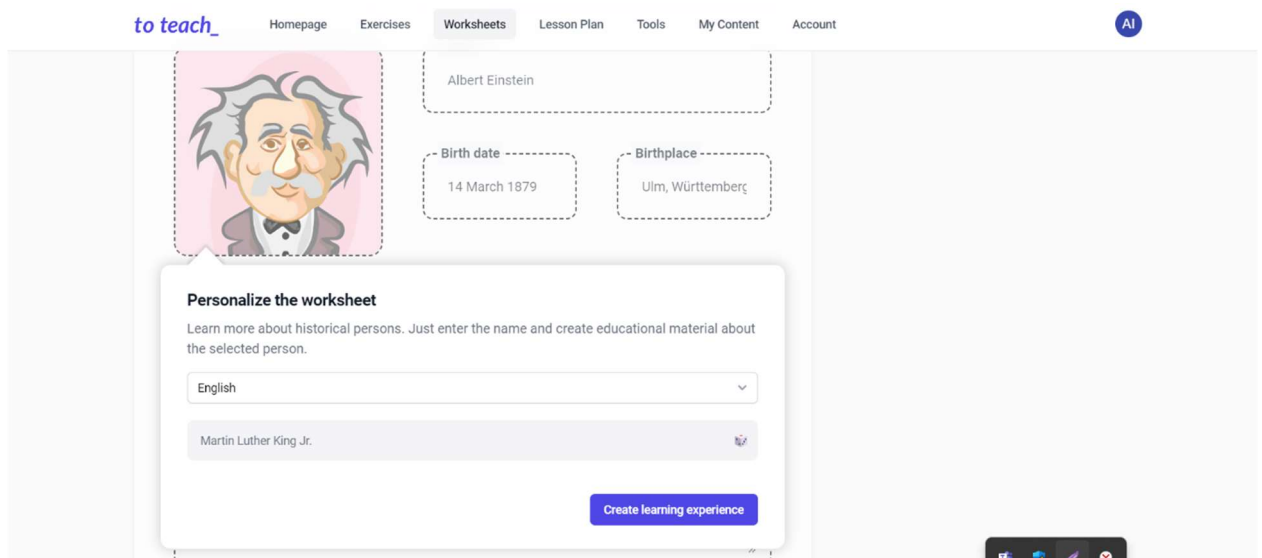 to teach_ Homepage Exercises Worksheets Lesson Plan Tools My Content Account AI
Albert Einstein
Birth date Birthplace
14 March 1879 Ulm, Württemberg
Personalize the worksheet
Learn more about historical persons. Just enter the name and create educational material about
the selected person.
English
Martin Luther King Jr.
Create learning experience